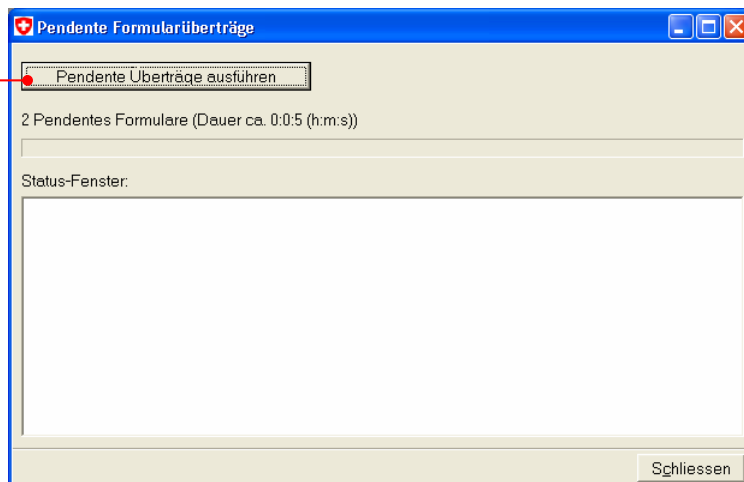 Pendente Formularüberträge
Pendente Überträge ausführen
2 Pendentes Formulare (Dauer ca. 0:0:5 (h:m:s))
Status-Fenster:
Schliessen